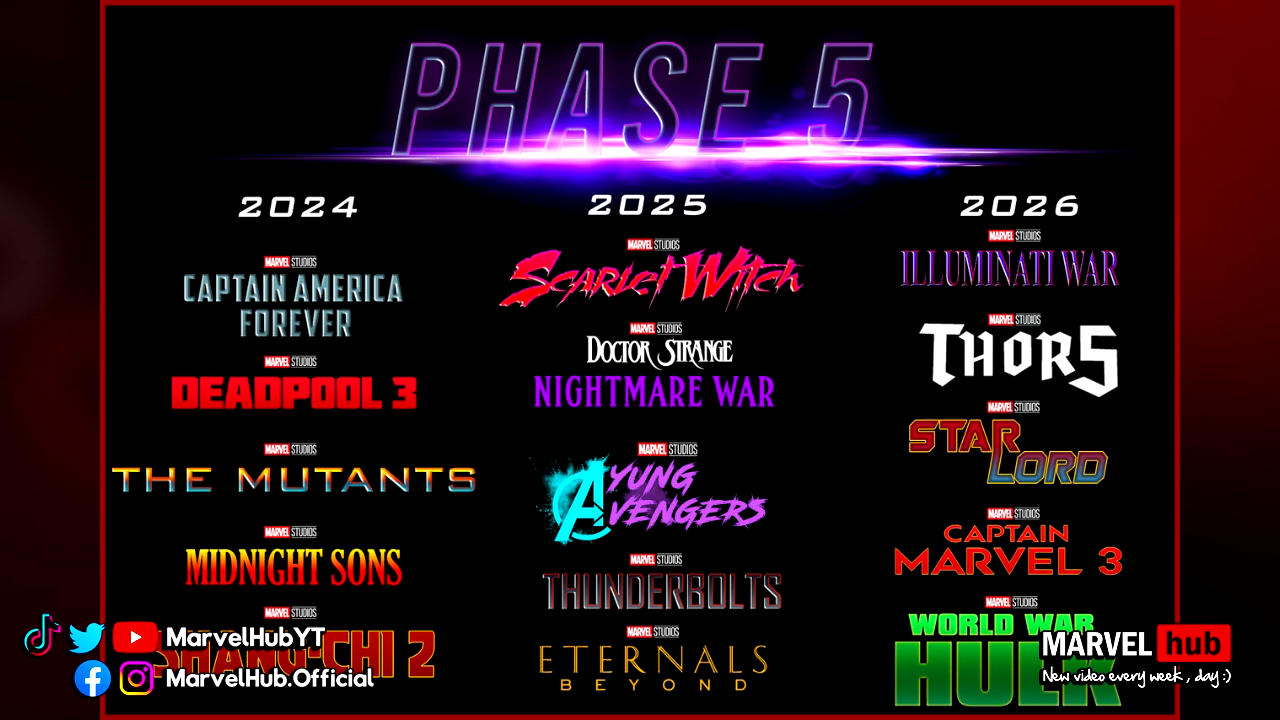 PHASE 5
2024
MARVEL STUDIOS
CAPTAIN AMERICA
FOREVER
MARVEL STUDIOS
DEADPOOL 3
MARVEL STUDIOS
THE MUTANTS
MARVEL STUDIOS
MIDNIGHT SONS
MARVEL STUDIOS
SHANG-CHI 2
2025
MARVEL STUDIOS
SCARLET WITCH
MARVEL STUDIOS
DOCTOR STRANGE
NIGHTMARE WAR
MARVEL STUDIOS
YUNG
AVENGERS
MARVEL STUDIOS
THUNDERBOLTS
MARVEL STUDIOS
ETERNALS
BEYOND
2026
MARVEL STUDIOS
ILLUMINATI WAR
MARVEL STUDIOS
THORS
MARVEL STUDIOS
STAR
LORD
MARVEL STUDIOS
CAPTAIN
MARVEL 3
MARVEL STUDIOS
WORLD WAR
HULK
MarvelHubYT
MarvelHub.Official
MARVEL hub
New video every week , day :)